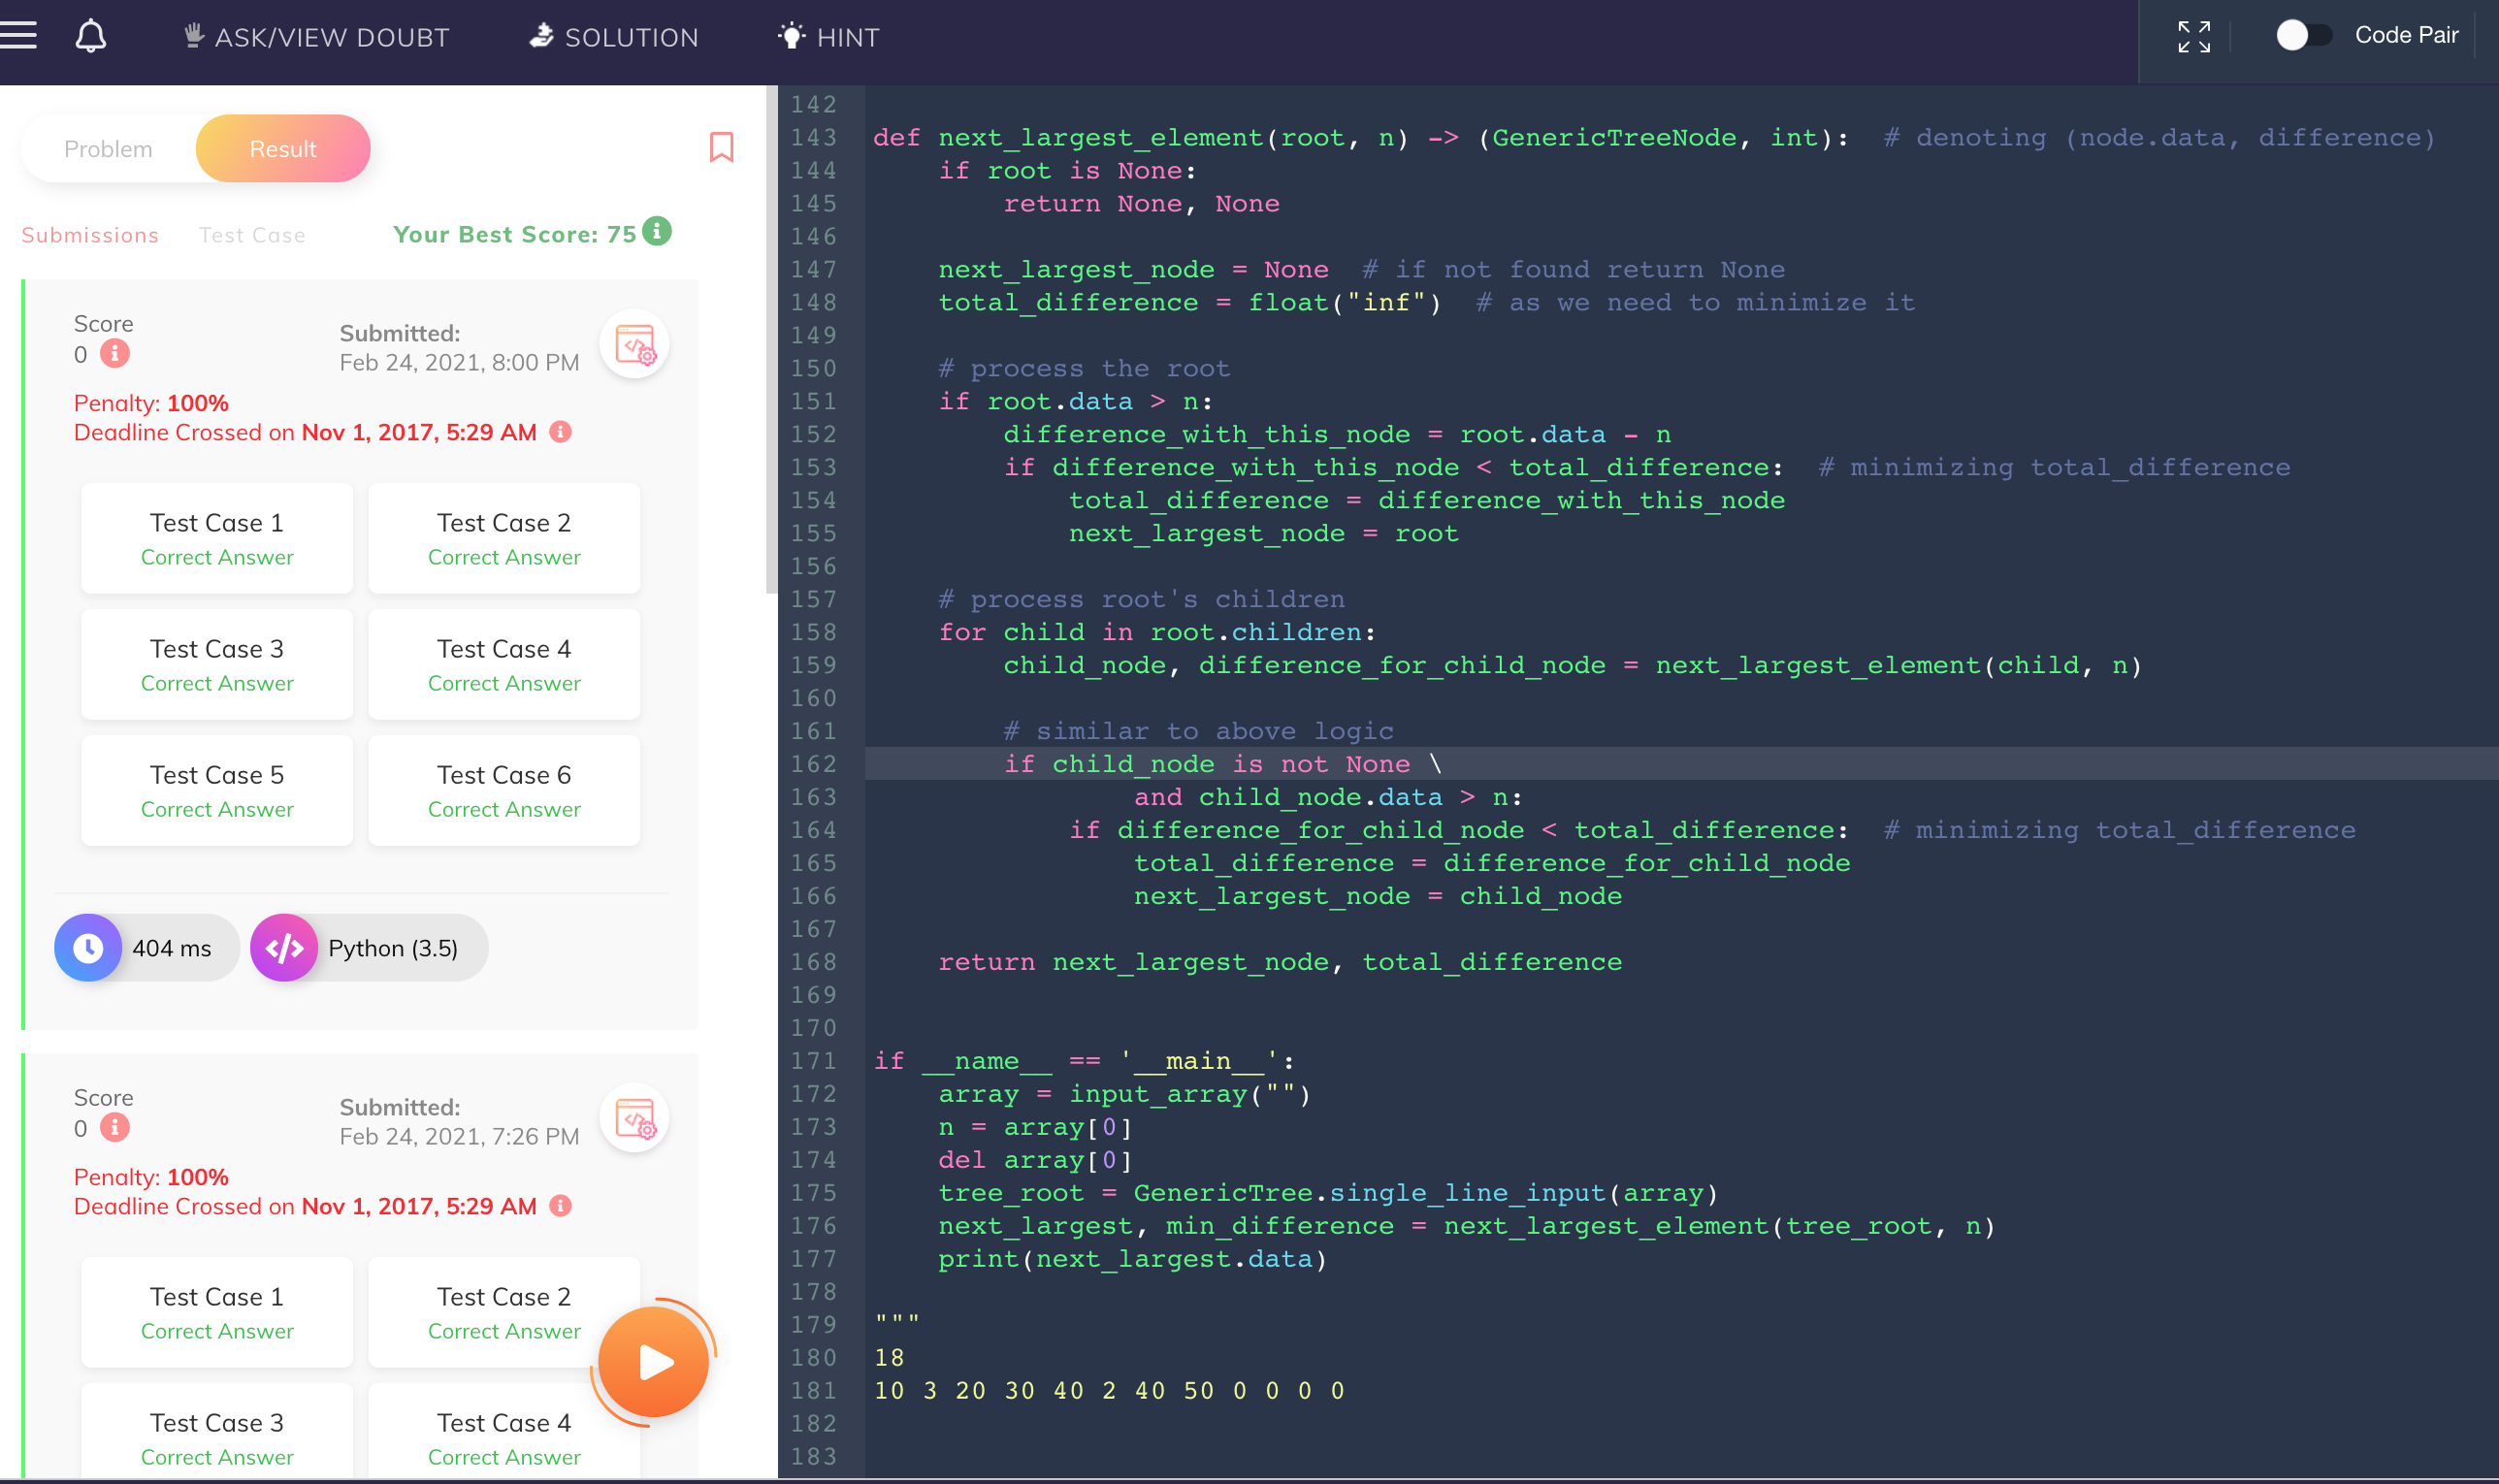 ASK/VIEW DOUBT SOLUTION HINT Code Pair
Problem Result
Submissions Test Case Your Best Score: 75
Score
0
Submitted:
Feb 24, 2021, 8:00 PM
Penalty: 100%
Deadline Crossed on Nov 1, 2017, 5:29 AM
Test Case 1
Correct Answer
Test Case 2
Correct Answer
Test Case 3
Correct Answer
Test Case 4
Correct Answer
Test Case 5
Correct Answer
Test Case 6
Correct Answer
404 ms
Python (3.5)
Score
0
Submitted:
Feb 24, 2021, 7:26 PM
Penalty: 100%
Deadline Crossed on Nov 1, 2017, 5:29 AM
Test Case 1
Correct Answer
Test Case 2
Correct Answer
Test Case 3
Correct Answer
Test Case 4
Correct Answer
142
143 def next_largest_element(root, n) -> (GenericTreeNode, int):  # denoting (node.data, difference)
144     if root is None:
145         return None, None
146
147     next_largest_node = None  # if not found return None
148     total_difference = float("inf")  # as we need to minimize it
149
150     # process the root
151     if root.data > n:
152         difference_with_this_node = root.data - n
153         if difference_with_this_node < total_difference:  # minimizing total_difference
154             total_difference = difference_with_this_node
155             next_largest_node = root
156
157     # process root's children
158     for child in root.children:
159         child_node, difference_for_child_node = next_largest_element(child, n)
160
161         # similar to above logic
162         if child_node is not None \
163                 and child_node.data > n:
164             if difference_for_child_node < total_difference:  # minimizing total_difference
165                 total_difference = difference_for_child_node
166                 next_largest_node = child_node
167
168     return next_largest_node, total_difference
169
170
171 if __name__ == '__main__':
172     array = input_array("")
173     n = array[0]
174     del array[0]
175     tree_root = GenericTree.single_line_input(array)
176     next_largest, min_difference = next_largest_element(tree_root, n)
177     print(next_largest.data)
178
179 """
180 18
181 10 3 20 30 40 2 40 50 0 0 0 0
182
183